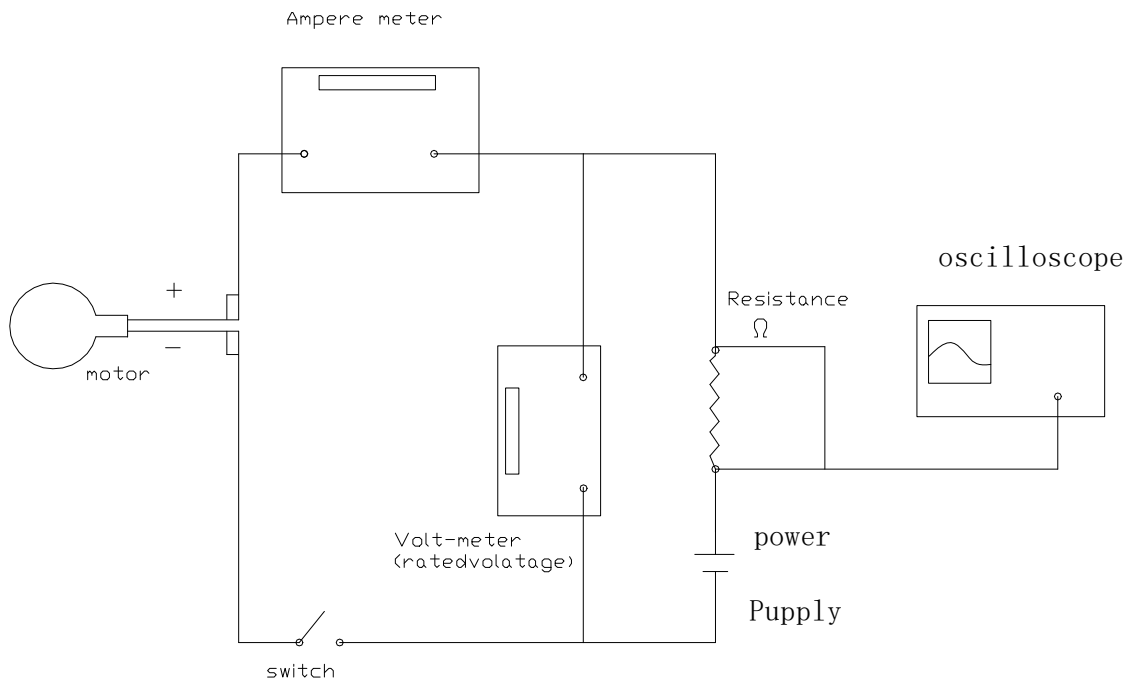 Ampere meter
oscilloscope
+
Resistance
Ω
−
motor
Volt-meter
(ratedvolatage)
power
Pupply
switch